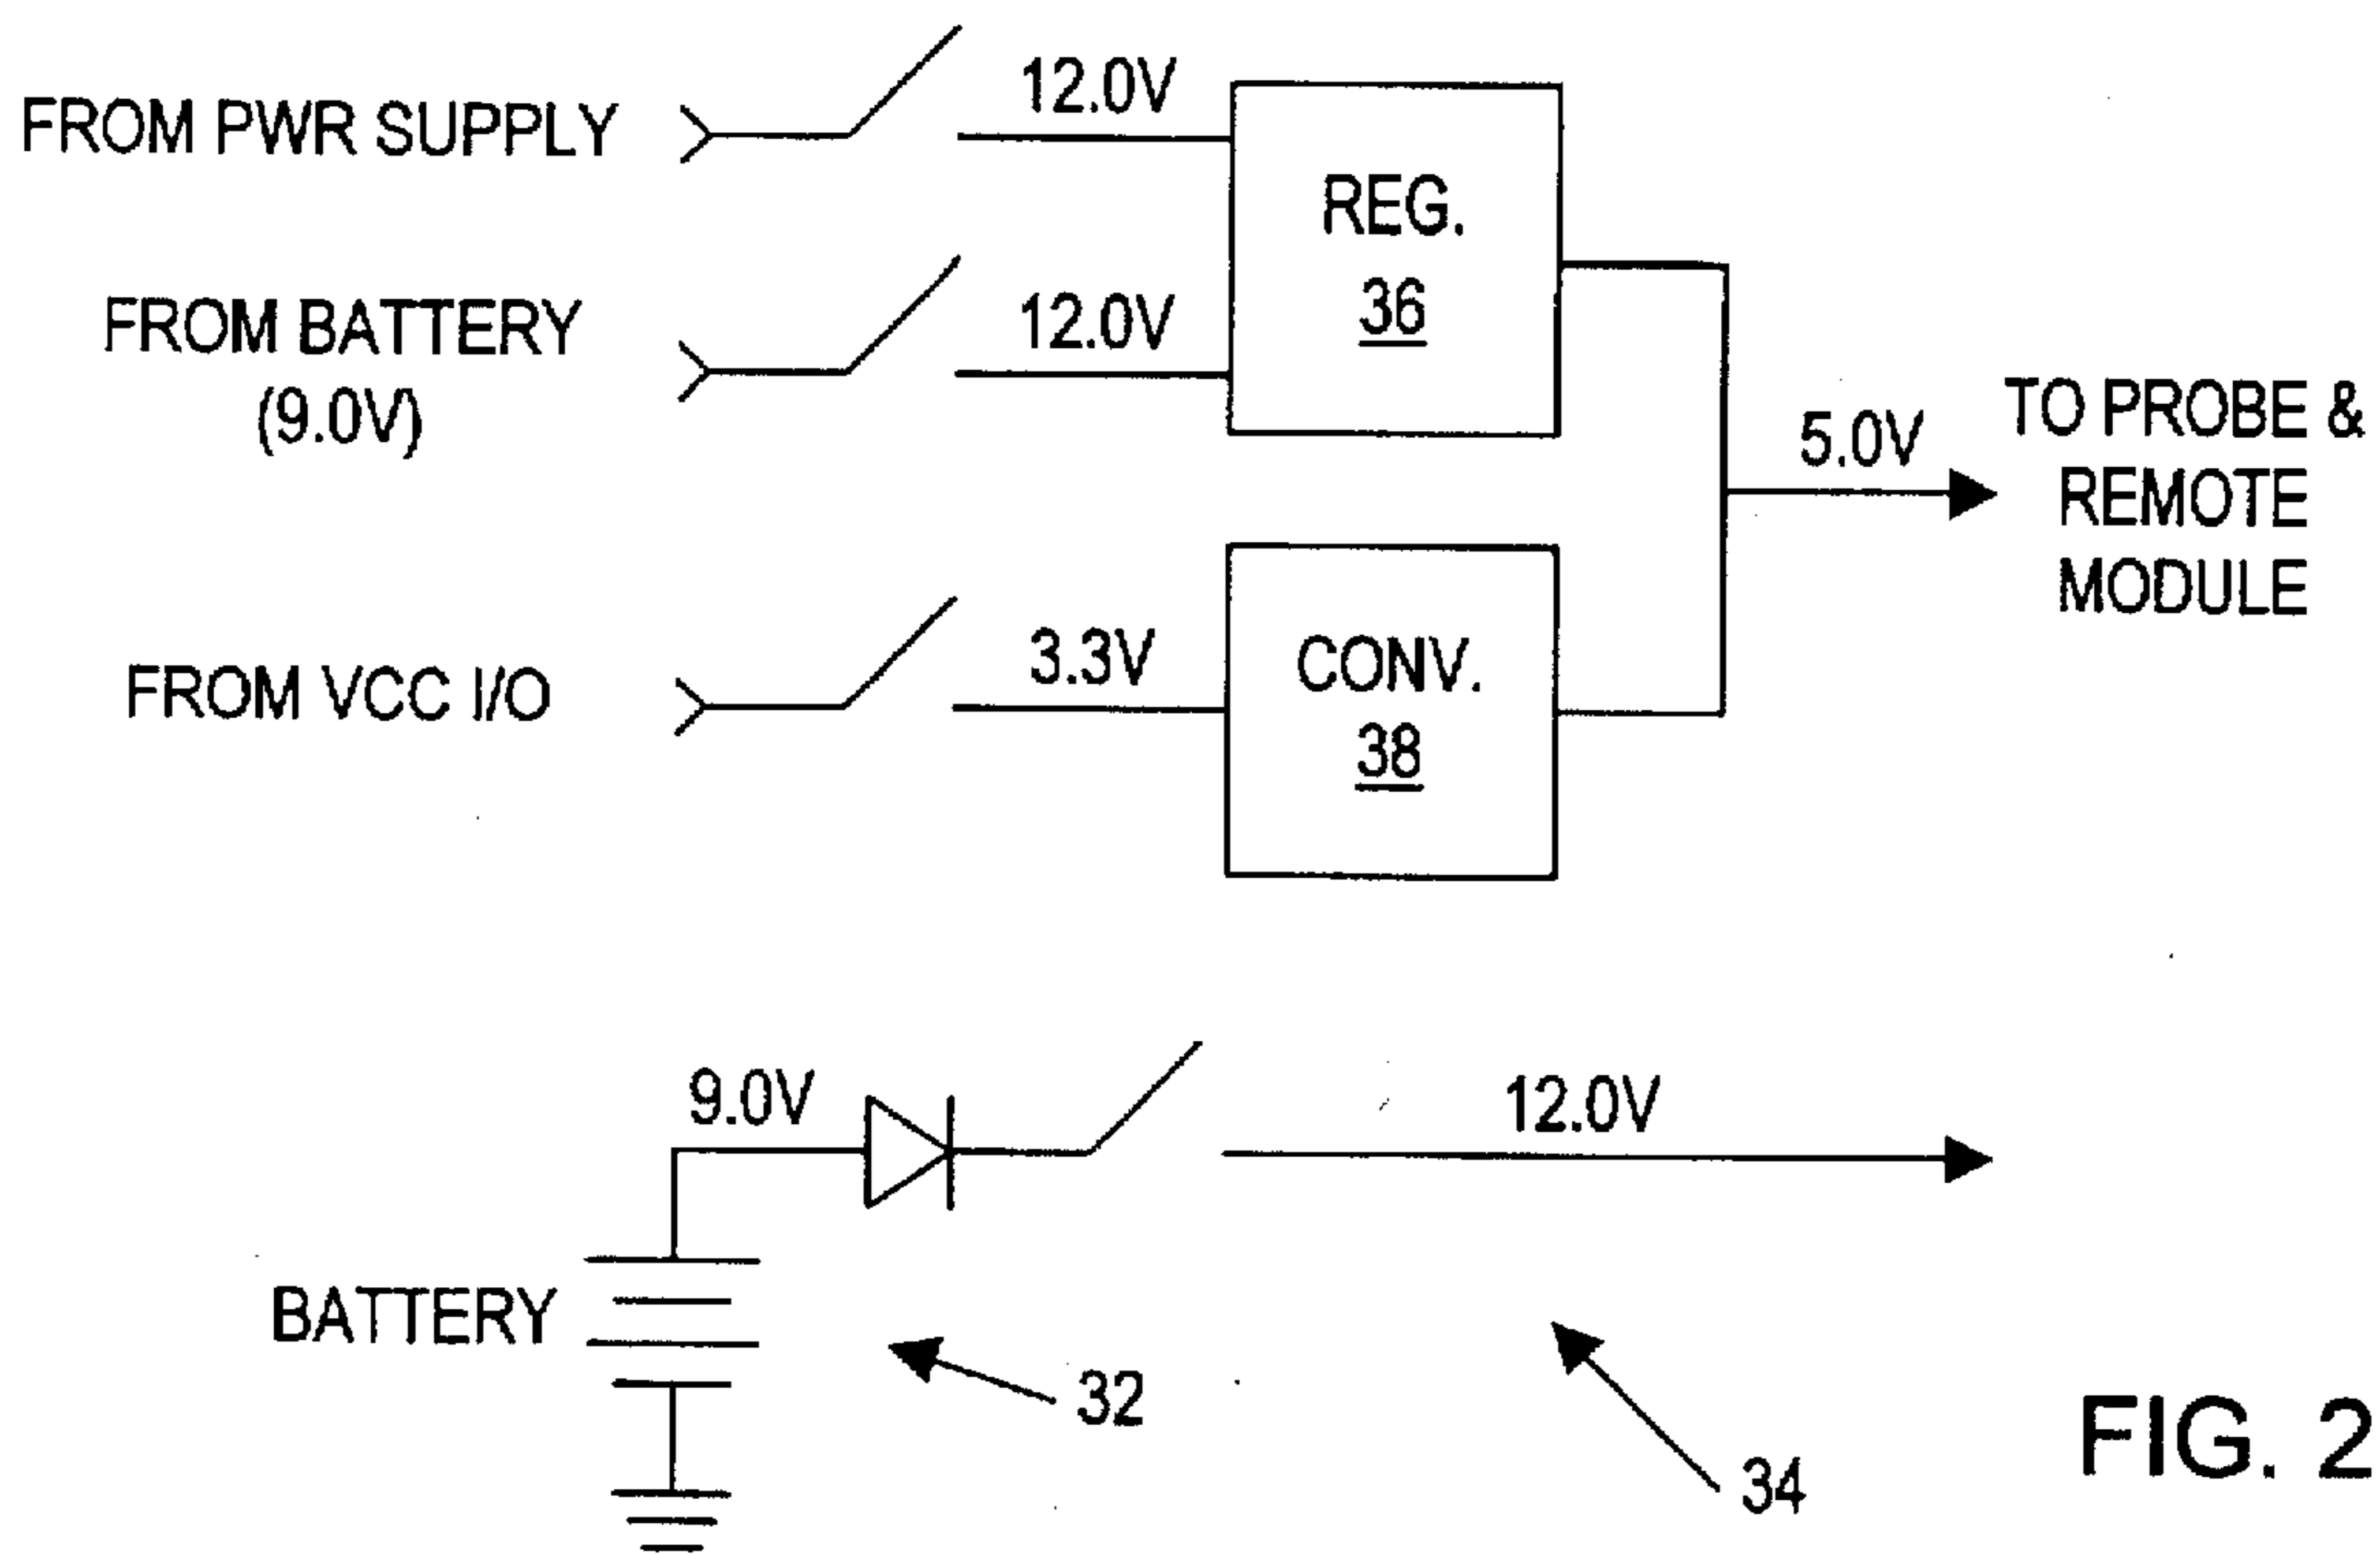 FROM PWR SUPPLY
12.0V
REG.
36
FROM BATTERY
(9.0V)
12.0V
5.0V
TO PROBE &
REMOTE
MODULE
FROM VCC I/O
3.3V
CONV.
38
9.0V
12.0V
BATTERY
32
34
FIG. 2